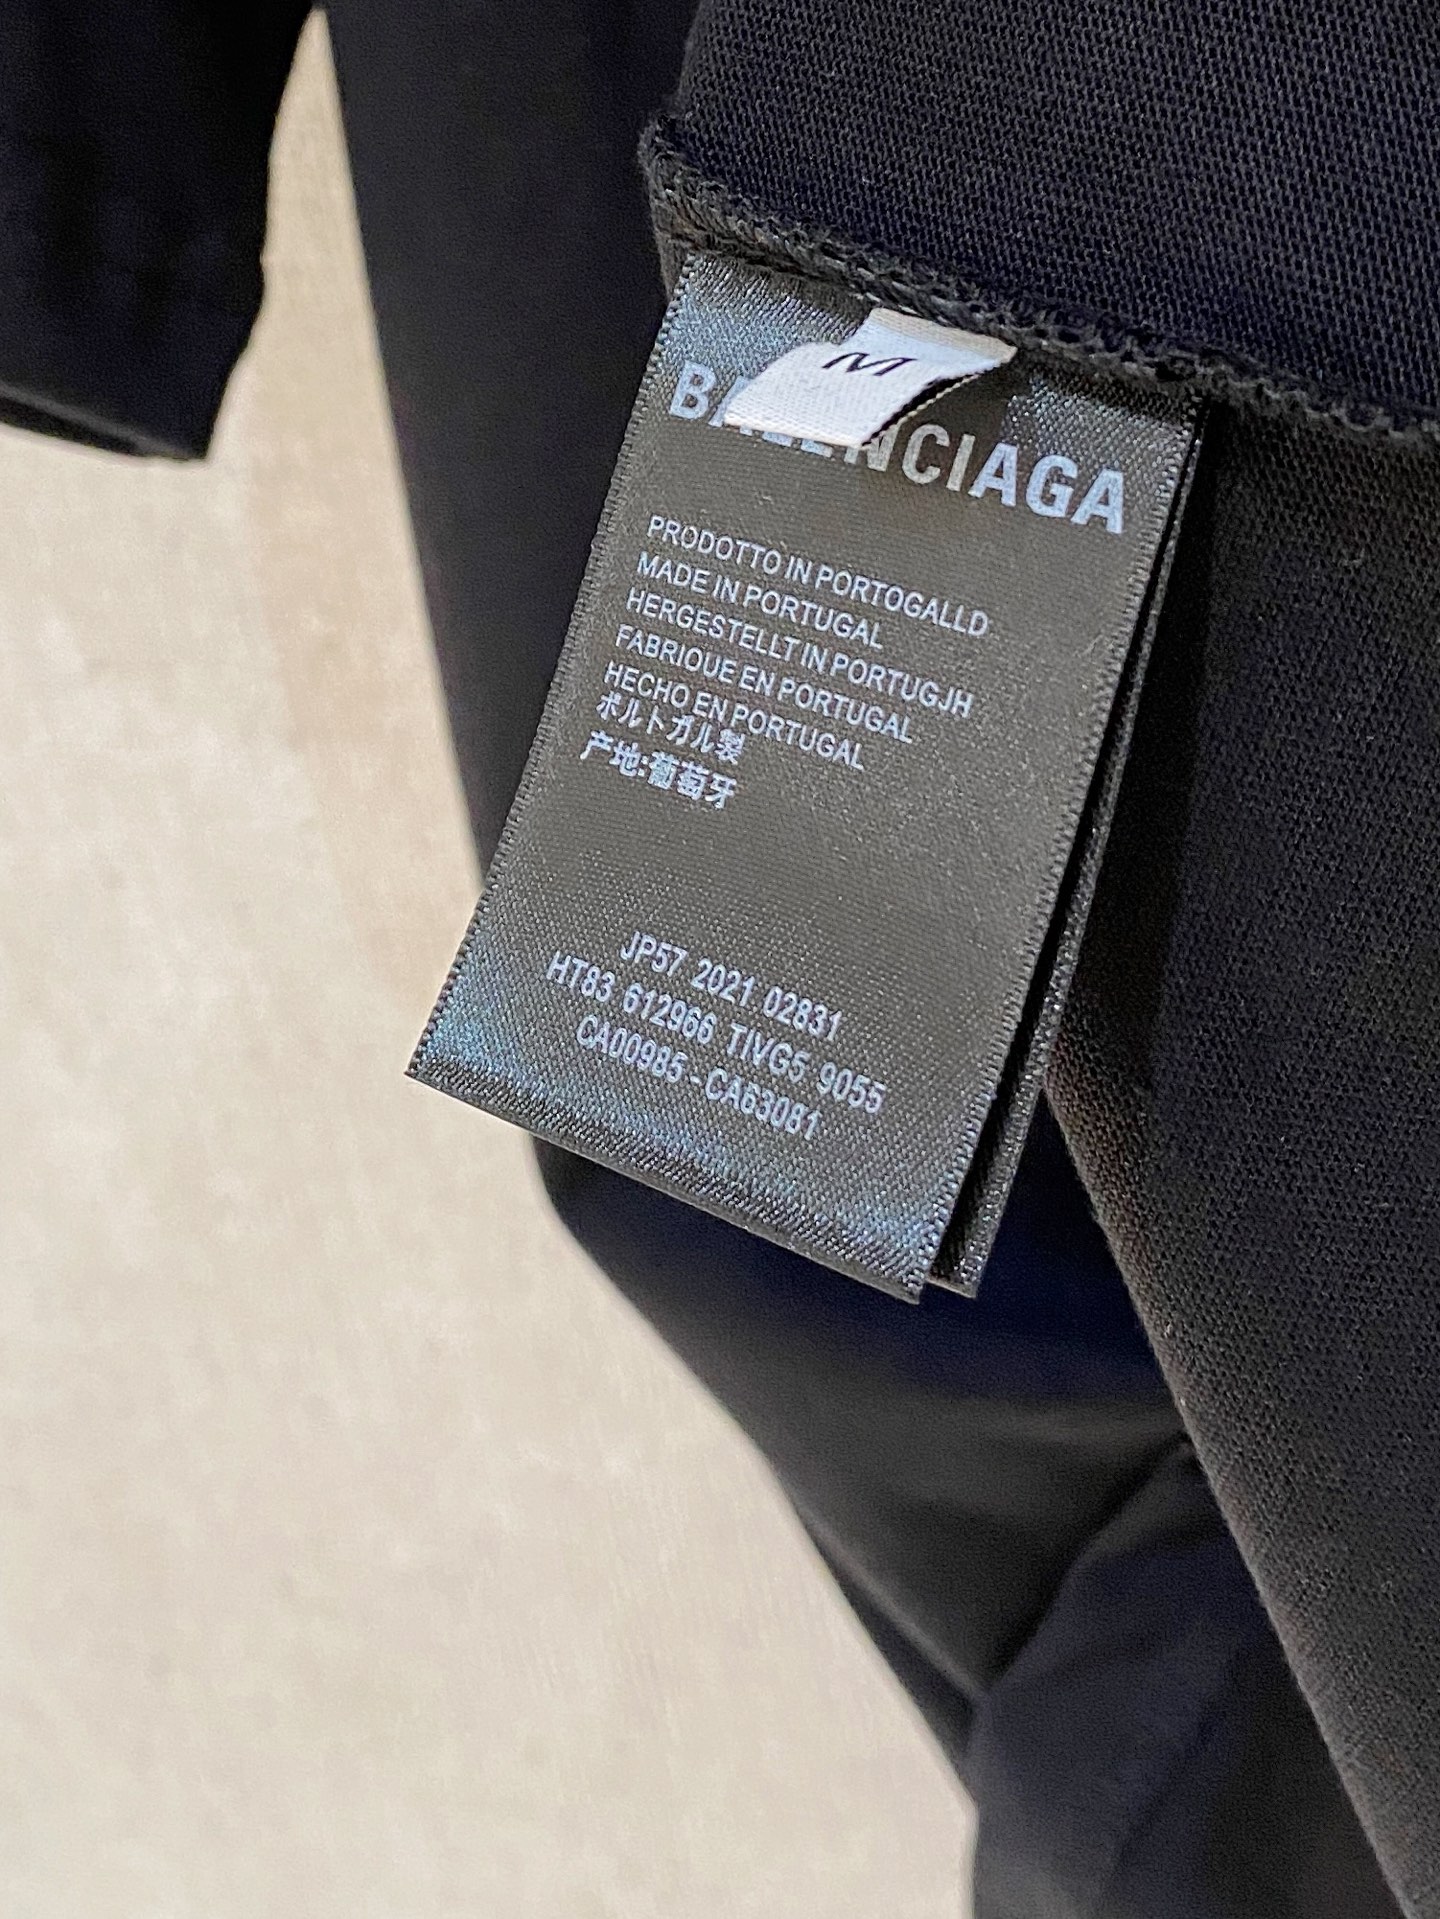 M
BALENCIAGA
PRODOTTO IN PORTOGALLD
MADE IN PORTUGAL
HERGESTELLT IN PORTUGJH
FABRIOUE EN PORTUGAL
HECHO EN PORTUGAL
ポルトガル製
产地:葡萄牙
JP57 2021 02831
HT83 612966 TIVG5 9055
CA00985 - CA63081